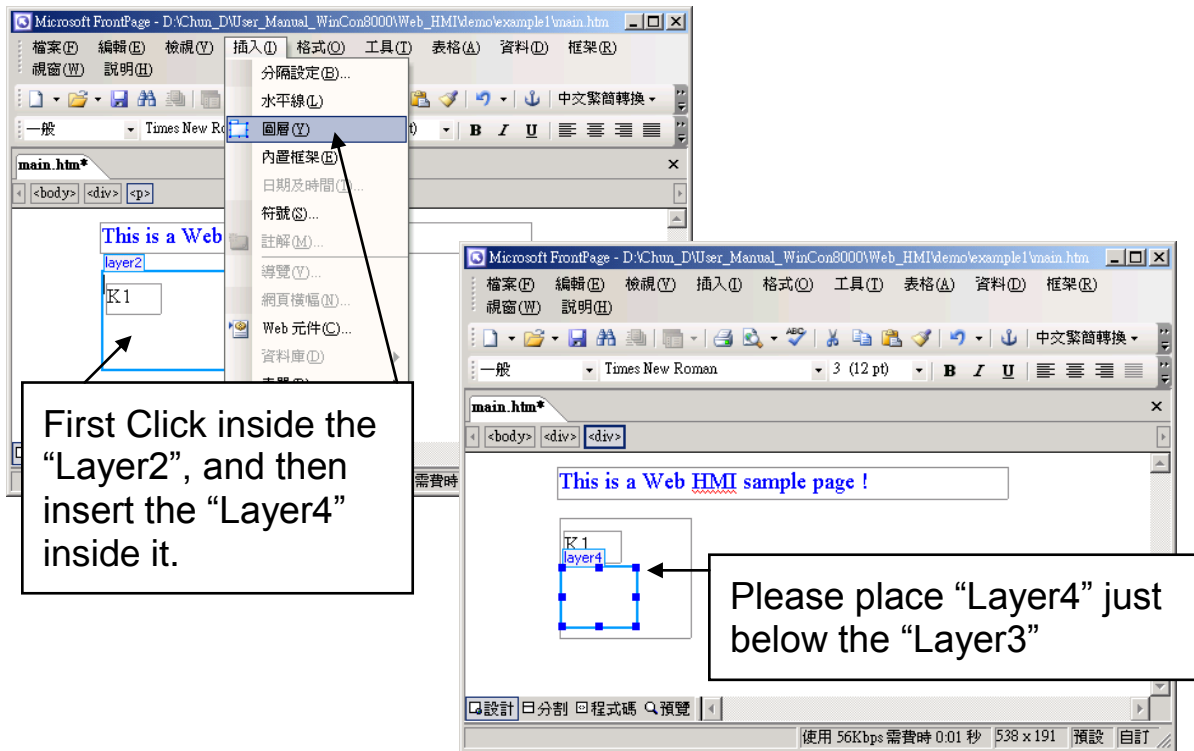 Microsoft FrontPage - D:\Chun_D\User_Manual_WinCon8000\Web_HMI\demo\example1\main.htm
檔案(F) 編輯(E) 檢視(V) 插入(I) 格式(O) 工具(T) 表格(A) 資料(D) 框架(R)
視窗(W) 說明(H)
分隔設定(B)...
水平線(L)
中文繁簡轉換
一般 Times New
圖層(Y)
B I U
內置框架(E)
main.htm*
日期及時間
<body> <div> <p>
符號(S)...
This is a Web
註解(M)...
layer2
導覽(V)...
K1
網頁橫幅(N)...
Web 元件(C)...
資料庫(D)
First Click inside the
“Layer2”, and then
insert the “Layer4”
inside it.
需費時
Microsoft FrontPage - D:\Chun_D\User_Manual_WinCon8000\Web_HMI\demo\example1\main.htm
檔案(F) 編輯(E) 檢視(V) 插入(I) 格式(O) 工具(T) 表格(A) 資料(D) 框架(R)
視窗(W) 說明(H)
ABC 中文繁簡轉換
一般 Times New Roman 3 (12 pt) B I U
main.htm*
<body> <div> <div>
This is a Web HMI sample page !
K1
layer4
Please place “Layer4” just
below the “Layer3”
設計 分割 程式碼 預覽
使用 56Kbps 需費時 0:01 秒 538 x 191 預設 自訂